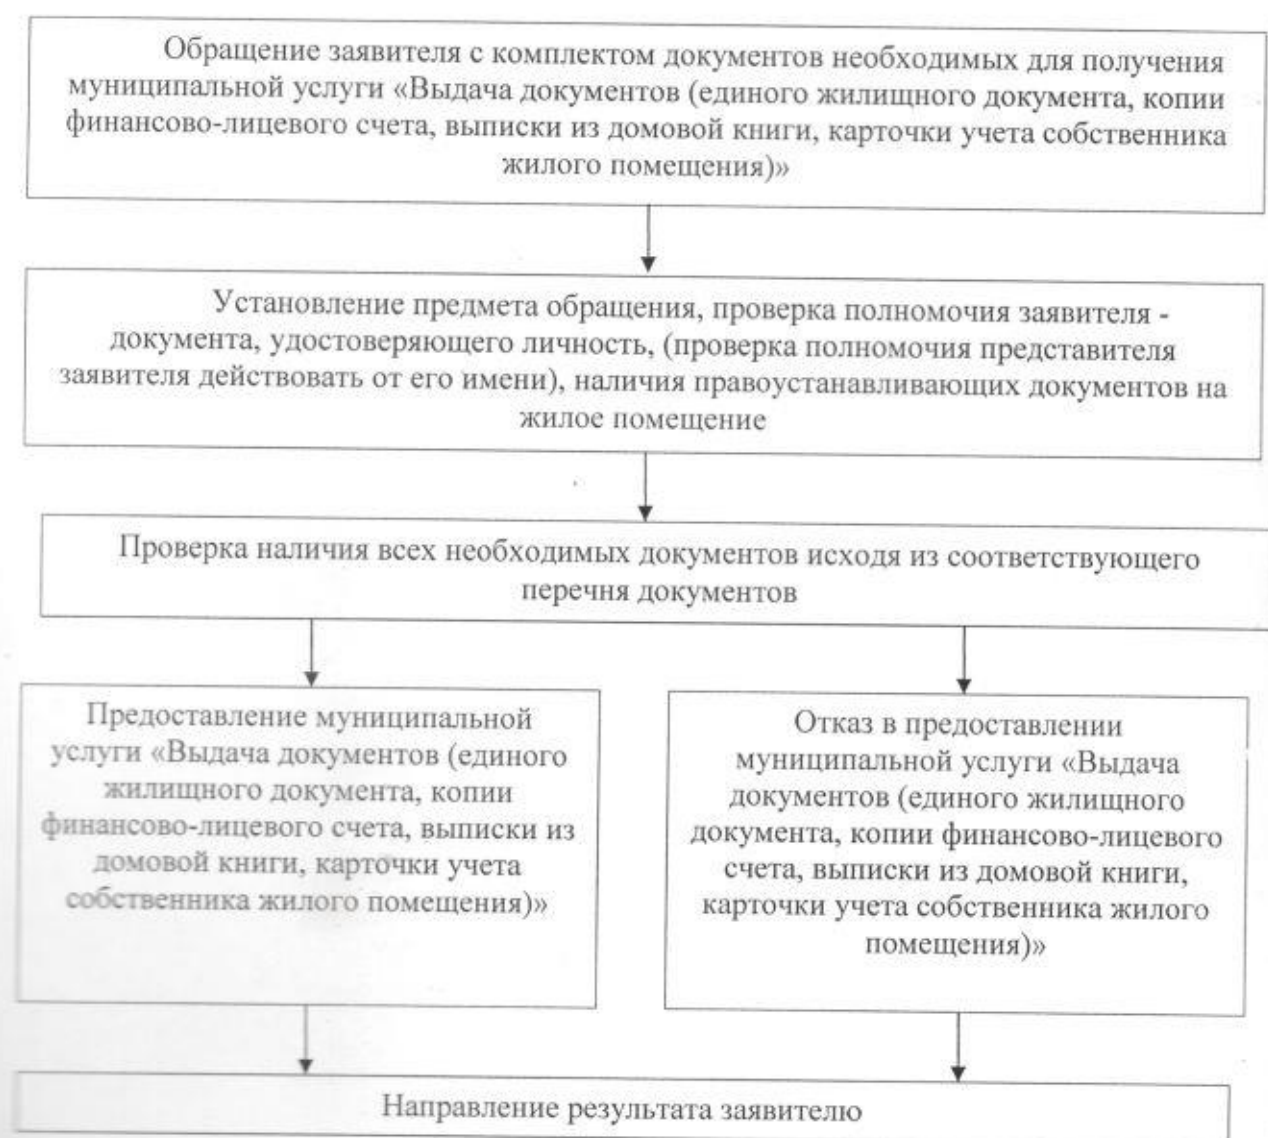 Обращение заявителя с комплектом документов необходимых для получения
муниципальной услуги «Выдача документов (единого жилищного документа, копии
финансово-лицевого счета, выписки из домовой книги, карточки учета собственника
жилого помещения)»
Установление предмета обращения, проверка полномочия заявителя -
документа, удостоверяющего личность, (проверка полномочия представителя
заявителя действовать от его имени), наличия правоустанавливающих документов на
жилое помещение
Проверка наличия всех необходимых документов исходя из соответствующего
перечня документов
Предоставление муниципальной
услуги «Выдача документов (единого
жилищного документа, копии
финансово-лицевого счета, выписки из
домовой книги, карточки учета
собственника жилого помещения)»
Отказ в предоставлении
муниципальной услуги «Выдача
документов (единого жилищного
документа, копии финансово-лицевого
счета, выписки из домовой книги,
карточки учета собственника жилого
помещения)»
Направление результата заявителю